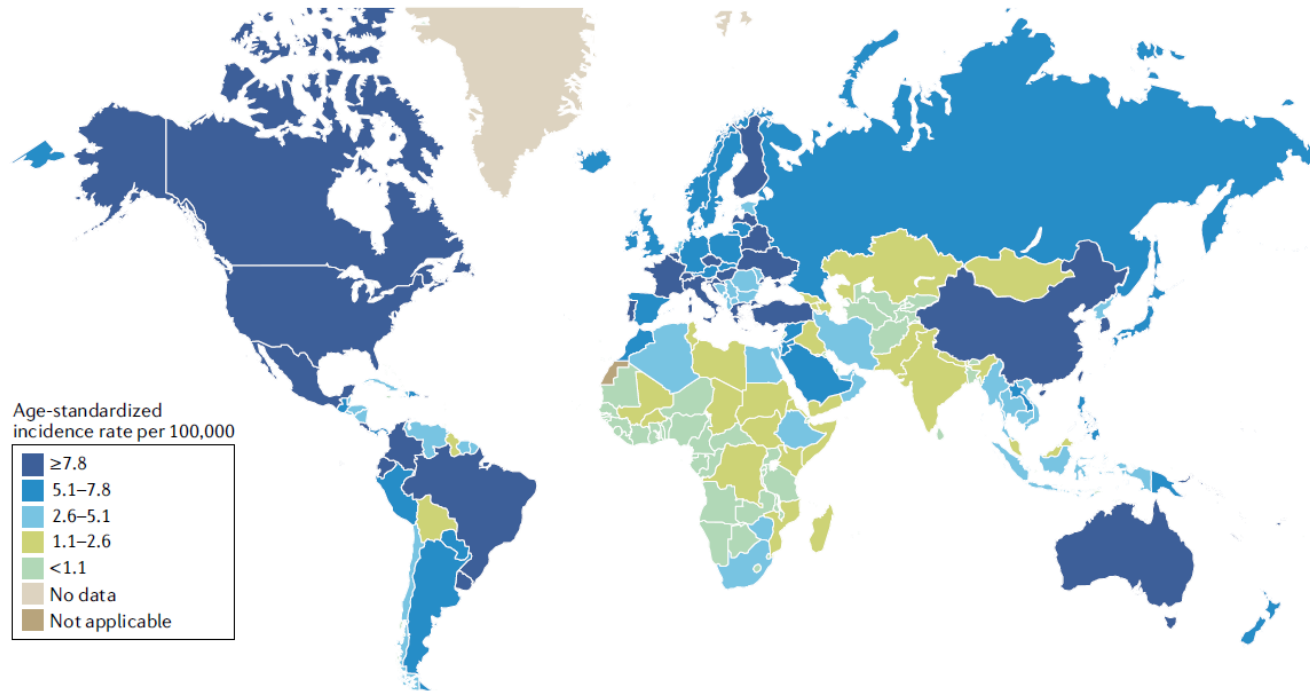 Age-standardized
incidence rate per 100,000
≥7.8
5.1–7.8
2.6–5.1
1.1–2.6
<1.1
No data
Not applicable